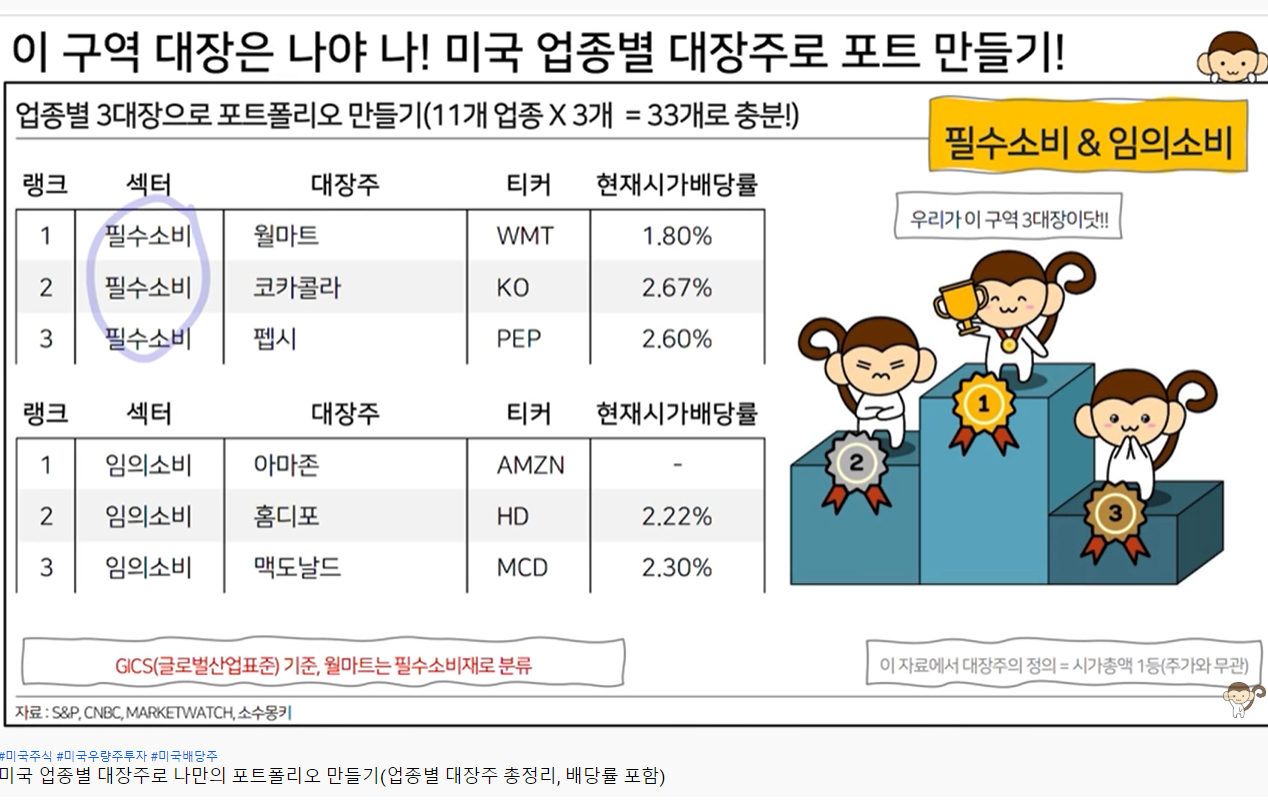 이 구역 대장은 나야 나! 미국 업종별 대장주로 포트 만들기!
업종별 3대장으로 포트폴리오 만들기(11개 업종 X 3개 = 33개로 충분!)
필수소비 & 임의소비
랭크 섹터 대장주 티커 현재시가배당률
1 필수소비 월마트 WMT 1.80%
2 필수소비 코카콜라 KO 2.67%
3 필수소비 펩시 PEP 2.60%
우리가 이 구역 3대장이닷!!
랭크 섹터 대장주 티커 현재시가배당률
1 임의소비 아마존 AMZN -
2 임의소비 홈디포 HD 2.22%
3 임의소비 맥도날드 MCD 2.30%
1
2
3
GICS(글로벌산업표준) 기준, 월마트는 필수소비재로 분류
이 자료에서 대장주의 정의 = 시가총액 1등(주가와 무관)
자료 : S&P, CNBC, MARKETWATCH, 소수몽키
#미국주식 #미국우량주투자 #미국배당주
미국 업종별 대장주로 나만의 포트폴리오 만들기(업종별 대장주 총정리, 배당률 포함)